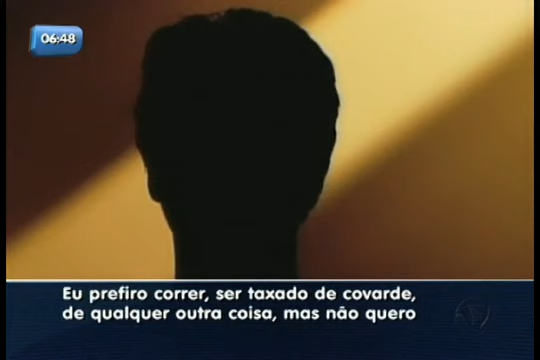 06:48
Eu prefiro correr, ser taxado de covarde,
de qualquer outra coisa, mas não quero